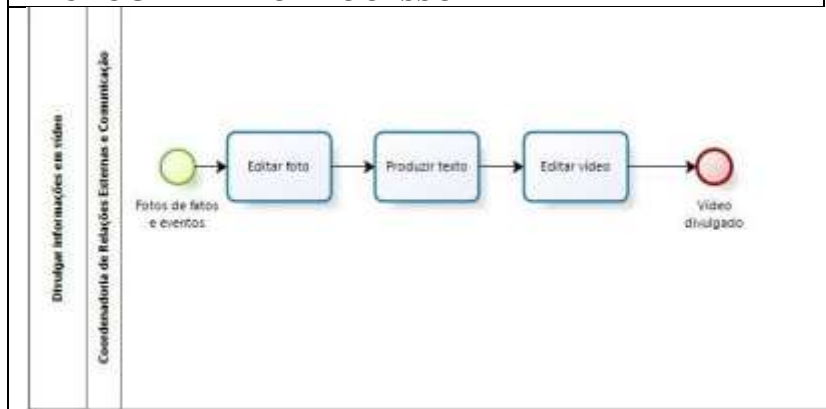 Divulgar informações em vídeo
Coordenadoria de Relações Externas e Comunicação
Fotos de fatos
e eventos
Editar foto
Produzir texto
Editar vídeo
Vídeo
divulgado